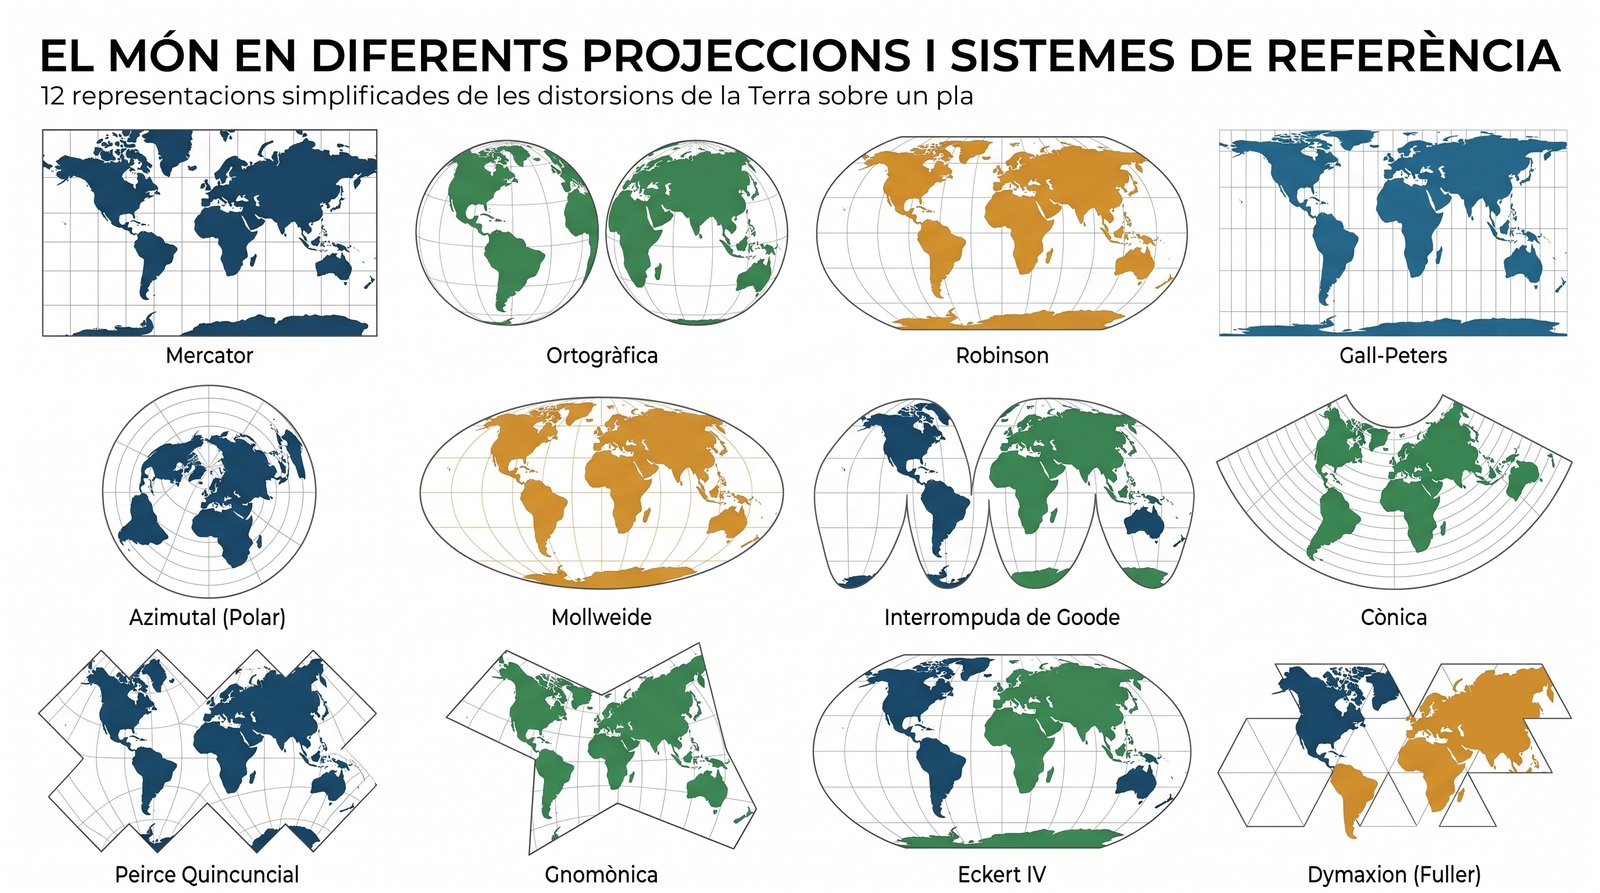 EL MÓN EN DIFERENTS PROJECCIONS I SISTEMES DE REFERÈNCIA
12 representacions simplificades de les distorsions de la Terra sobre un pla
Mercator
Ortogràfica
Robinson
Gall-Peters
Azimutal (Polar)
Mollweide
Interrompuda de Goode
Cònica
Peirce Quincuncial
Gnomònica
Eckert IV
Dymaxion (Fuller)